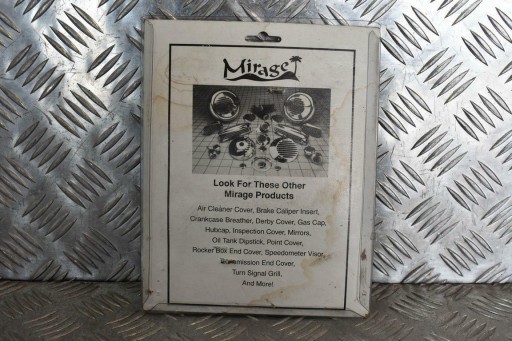 Mirage
Look For These Other
Mirage Products
Air Cleaner Cover, Brake Caliper Insert,
Crankcase Breather, Derby Cover, Gas Cap,
Hubcap, Inspection Cover, Mirrors,
Oil Tank Dipstick, Point Cover,
Rocker Box End Cover, Speedometer Visor,
Transmission End Cover,
Turn Signal Grill,
And More!